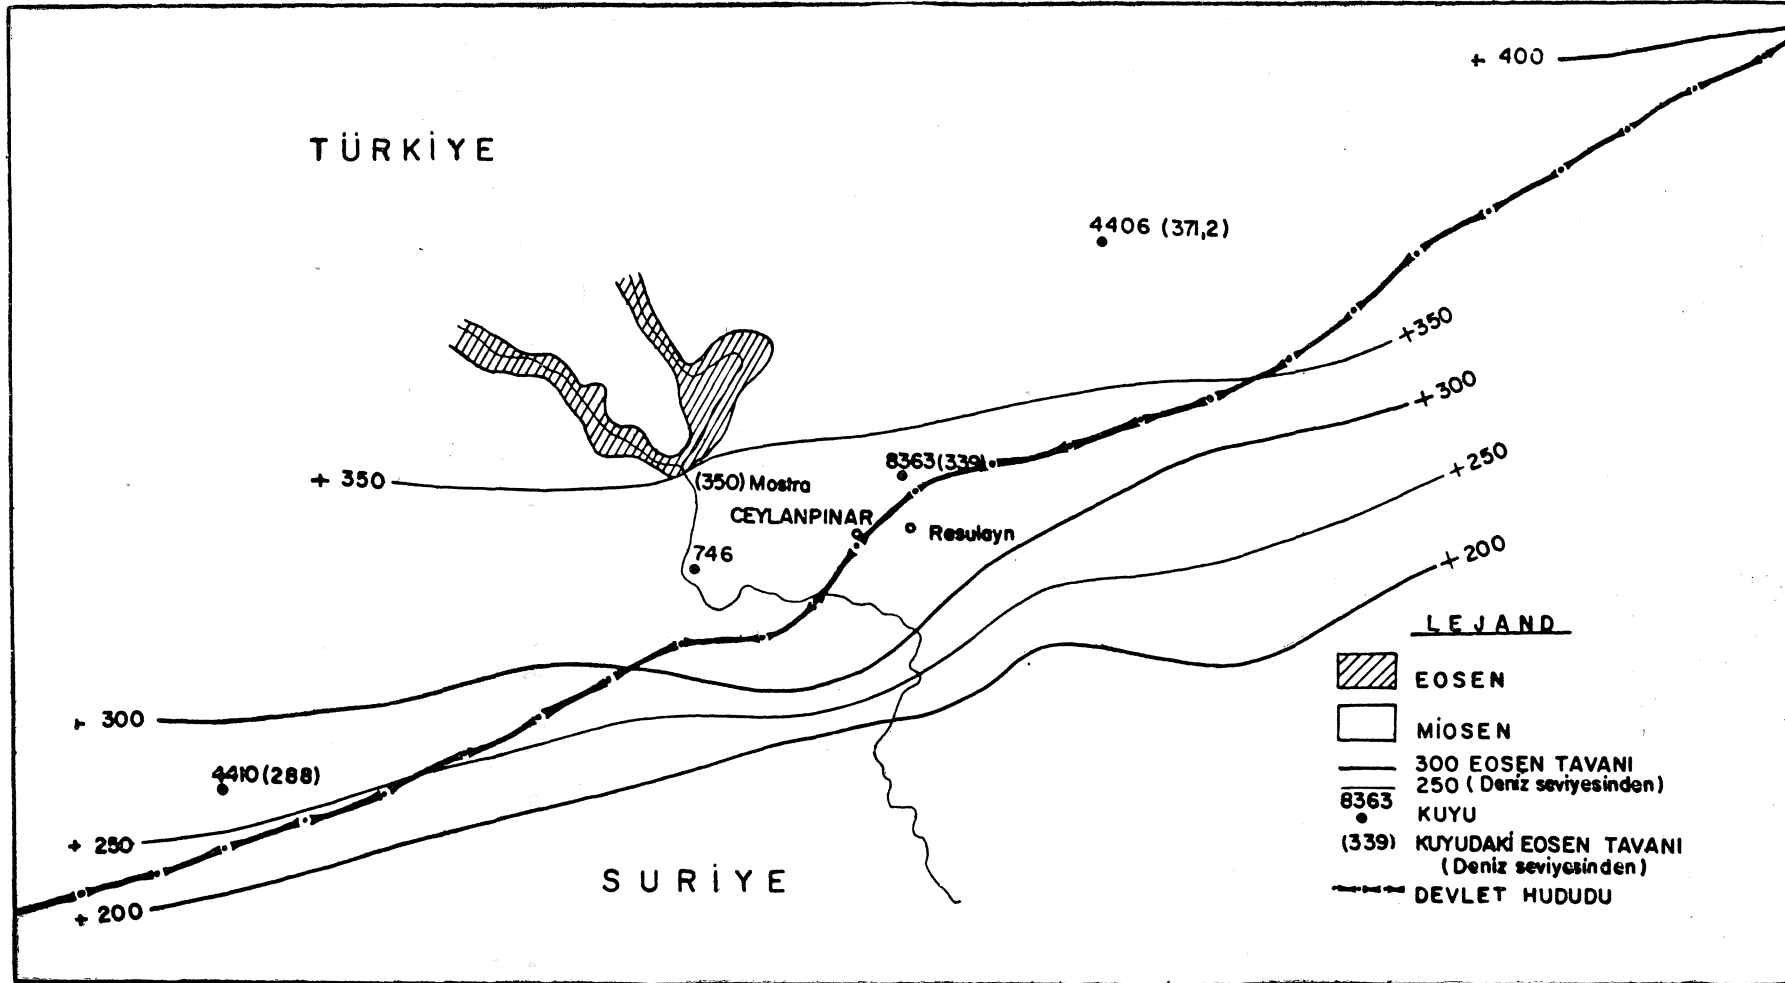 + 400
TÜRKİYE
4406 (371,2)
+350
+300
8363(339)
+ 350
(350) Mostra
CEYLANPINAR
Resulayn
+250
746
+200
LEJAND
EOSEN
MİOSEN
+ 300
300 EOSEN TAVANI
250 (Deniz seviyesinden)
4410(288)
8363
KUYU
+ 250
(339) KUYUDAKİ EOSEN TAVANI
(Deniz seviyesinden)
SURİYE
DEVLET HUDUDU
+ 200